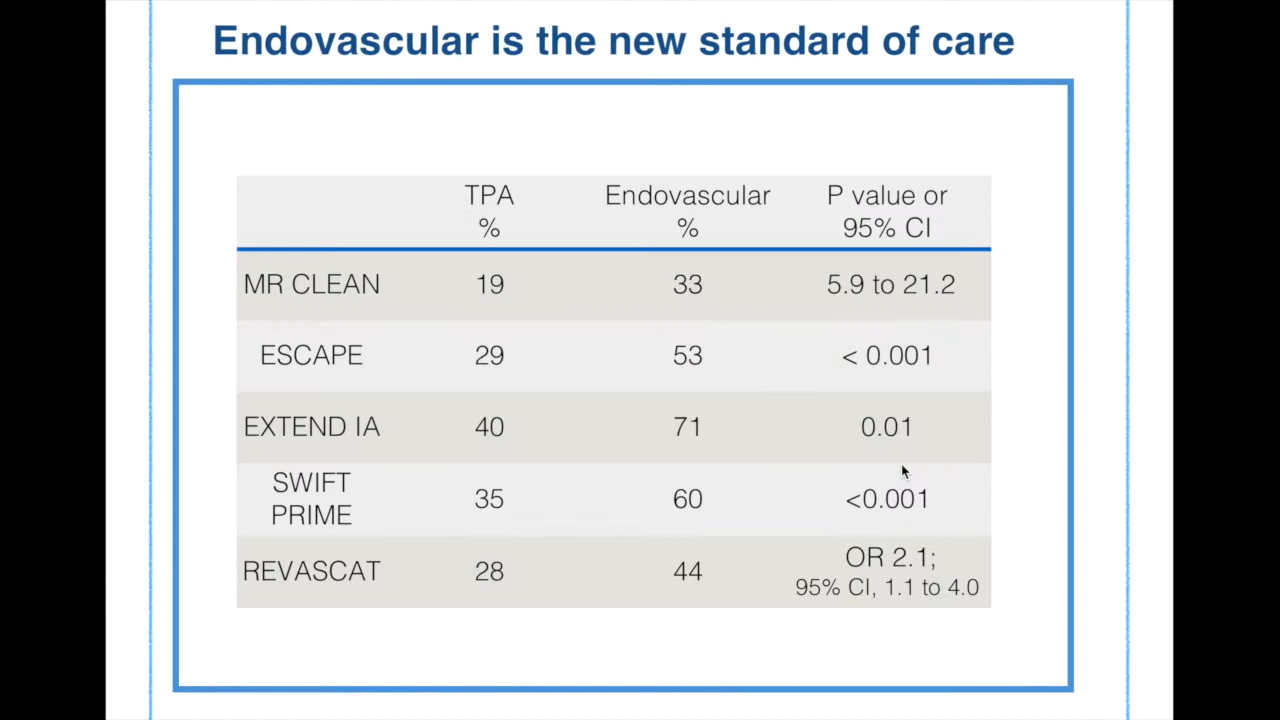 Endovascular is the new standard of care
TPA Endovascular P value or
% % 95% CI
MR CLEAN 19 33 5.9 to 21.2
ESCAPE 29 53 < 0.001
EXTEND IA 40 71 0.01
SWIFT
PRIME 35 60 <0.001
REVASCAT 28 44 OR 2.1;
95% CI, 1.1 to 4.0